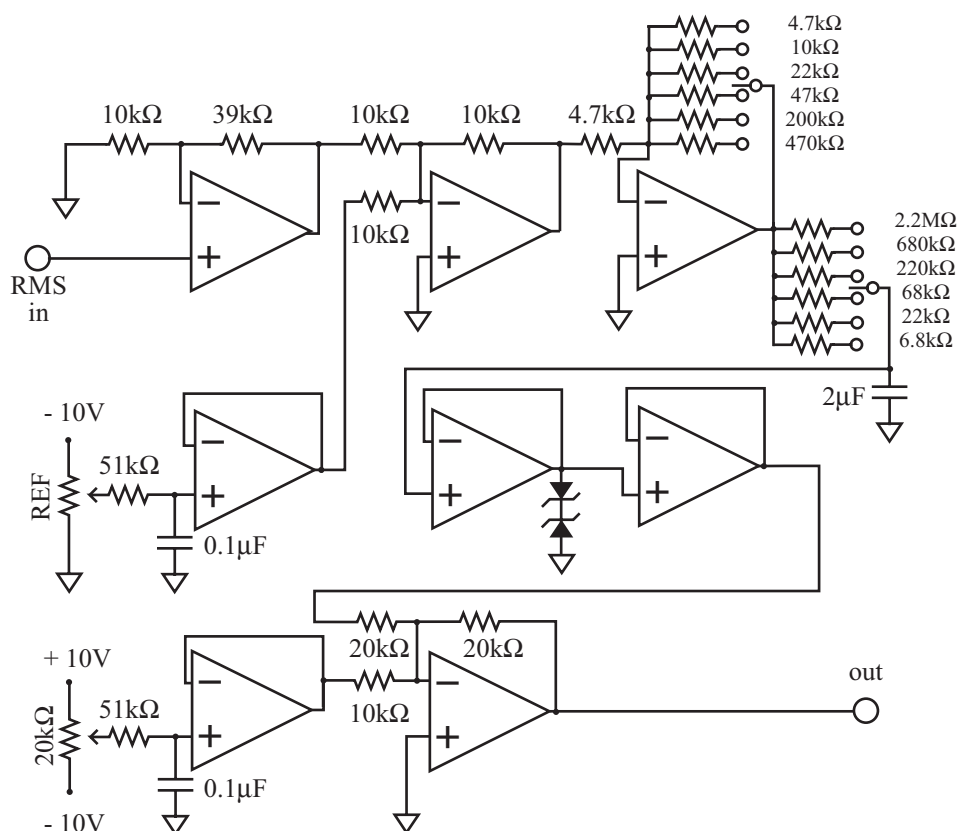 4.7kΩ
10kΩ
22kΩ
47kΩ
200kΩ
470kΩ
10kΩ
39kΩ
10kΩ
10kΩ
4.7kΩ
10kΩ
RMS
in
2.2MΩ
680kΩ
220kΩ
68kΩ
22kΩ
6.8kΩ
2μF
- 10V
REF
51kΩ
0.1μF
+ 10V
20kΩ
51kΩ
0.1μF
- 10V
20kΩ
20kΩ
10kΩ
out